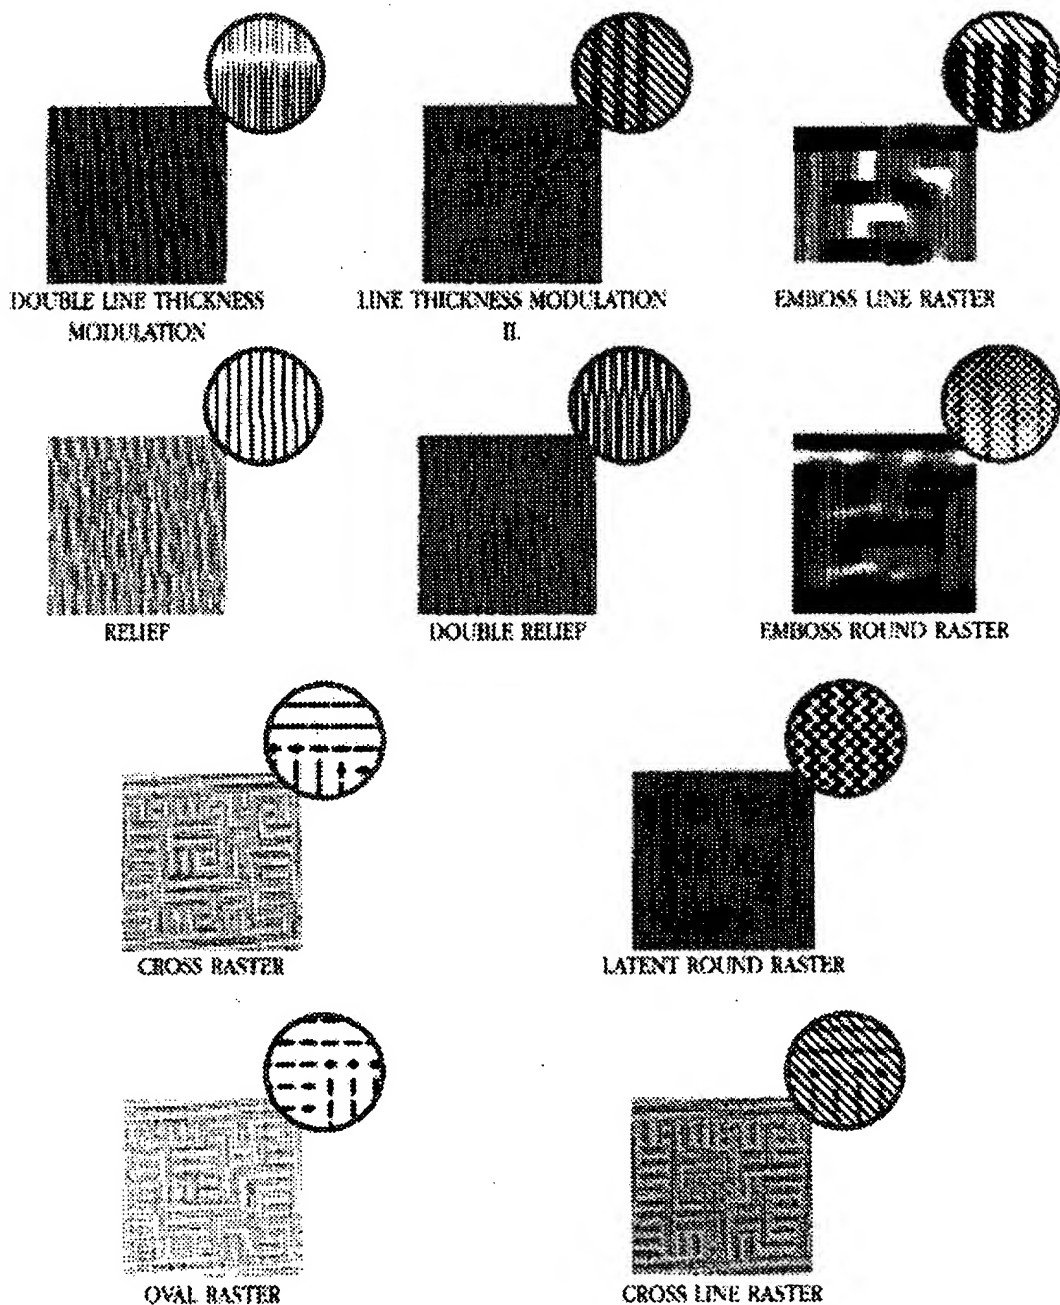 DOUBLE LINE THICKNESS
MODULATION
LINE THICKNESS MODULATION
II.
EMBOSS LINE RASTER
RELIEF
DOUBLE RELIEF
EMBOSS ROUND RASTER
CROSS RASTER
LATENT ROUND RASTER
OVAL RASTER
CROSS LINE RASTER